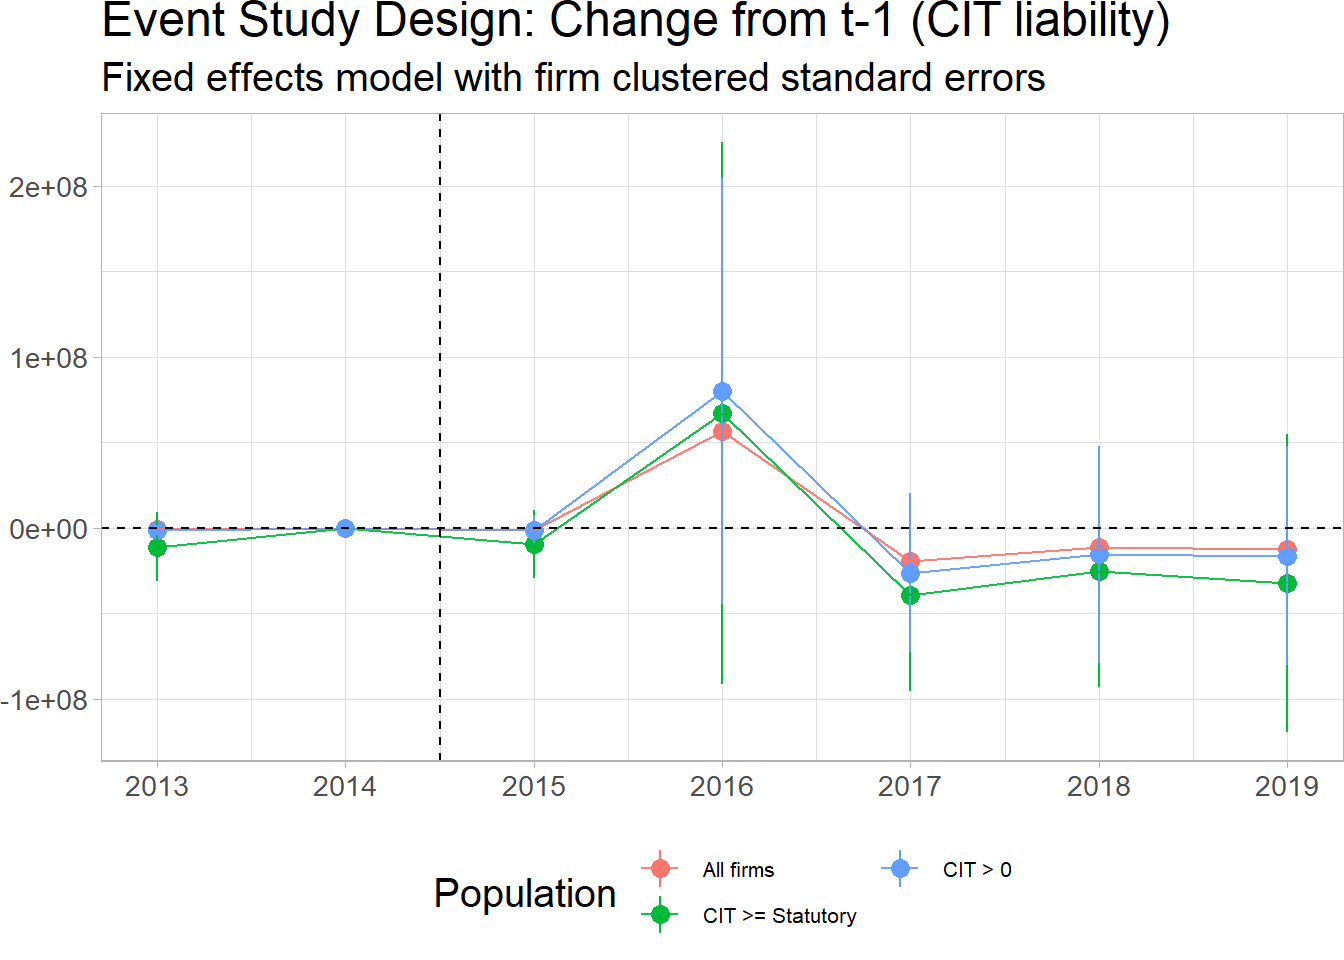 Event Study Design: Change from t-1 (CIT liability)
Fixed effects model with firm clustered standard errors
2e+08
1e+08
0e+00
-1e+08
2013 2014 2015 2016 2017 2018 2019
Population
All firms
CIT >= Statutory
CIT > 0